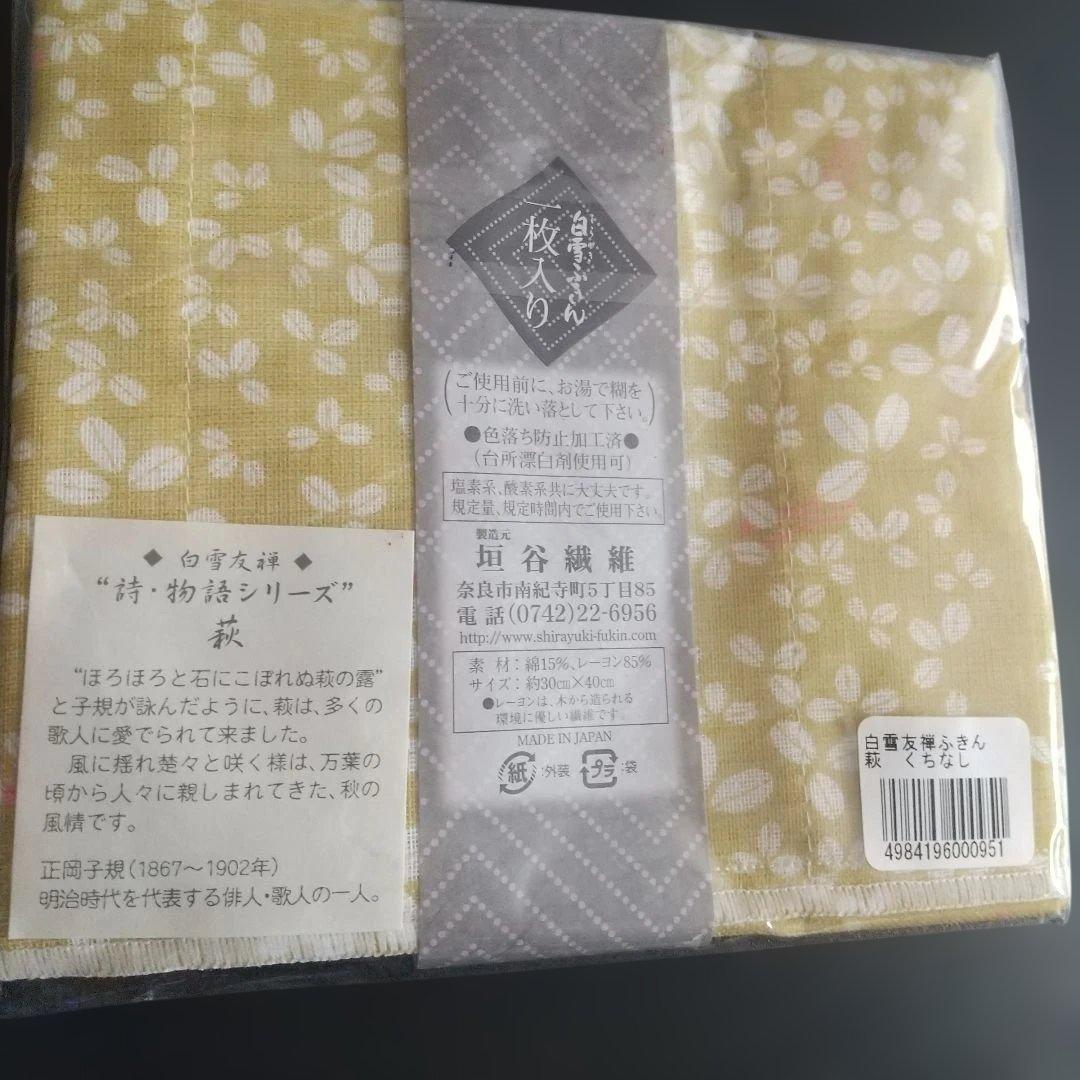 白雪ふきん
一枚入り
(ご使用前に、お湯で糊を
十分に洗い落として下さい。)
●色落ち防止加工済●
(台所漂白剤使用可)
塩素系、酸素系共に大丈夫です。
規定量、規定時間内でご使用下さい。
製造元
垣谷繊維
奈良市南紀寺町5丁目85
電話(0742)22-6956
http://www.shirayuki-fukin.com
素材：綿15%、レーヨン85%
サイズ：約30㎝×40㎝
●レーヨンは、木から造られる
環境に優しい繊維です。
MADE IN JAPAN
紙:外装 プラ:袋
◆ 白雪友禅 ◆
“詩・物語シリーズ”
萩
“ほろほろと石にこぼれぬ萩の露”
と子規が詠んだように、萩は、多くの
歌人に愛でられて来ました。
風に揺れ楚々と咲く様は、万葉の
頃から人々に親しまれてきた、秋の
風情です。
正岡子規(1867〜1902年)
明治時代を代表する俳人・歌人の一人。
白雪友禅ふきん
萩 くちなし
4984196000951